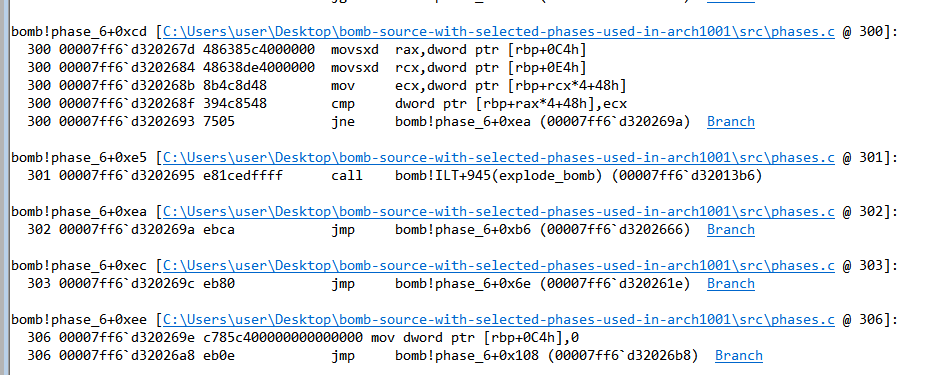 bomb!phase_6+0xcd [C:\Users\user\Desktop\bomb-source-with-selected-phases-used-in-arch1001\src\phases.c @ 300]:
300 00007ff6`d320267d 486385c4000000 movsxd rax,dword ptr [rbp+0C4h]
300 00007ff6`d3202684 48638de4000000 movsxd rcx,dword ptr [rbp+0E4h]
300 00007ff6`d320268b 8b4c8d48 mov ecx,dword ptr [rbp+rcx*4+48h]
300 00007ff6`d320268f 394c8548 cmp dword ptr [rbp+rax*4+48h],ecx
300 00007ff6`d3202693 7505 jne bomb!phase_6+0xea (00007ff6`d320269a) Branch
bomb!phase_6+0xe5 [C:\Users\user\Desktop\bomb-source-with-selected-phases-used-in-arch1001\src\phases.c @ 301]:
301 00007ff6`d3202695 e81cedffff call bomb!ILT+945(explode_bomb) (00007ff6`d32013b6)
bomb!phase_6+0xea [C:\Users\user\Desktop\bomb-source-with-selected-phases-used-in-arch1001\src\phases.c @ 302]:
302 00007ff6`d320269a ebca jmp bomb!phase_6+0xb6 (00007ff6`d3202666) Branch
bomb!phase_6+0xec [C:\Users\user\Desktop\bomb-source-with-selected-phases-used-in-arch1001\src\phases.c @ 303]:
303 00007ff6`d320269c eb80 jmp bomb!phase_6+0x6e (00007ff6`d320261e) Branch
bomb!phase_6+0xee [C:\Users\user\Desktop\bomb-source-with-selected-phases-used-in-arch1001\src\phases.c @ 306]:
306 00007ff6`d320269e c785c400000000000000 mov dword ptr [rbp+0C4h],0
306 00007ff6`d32026a8 eb0e jmp bomb!phase_6+0x108 (00007ff6`d32026b8) Branch